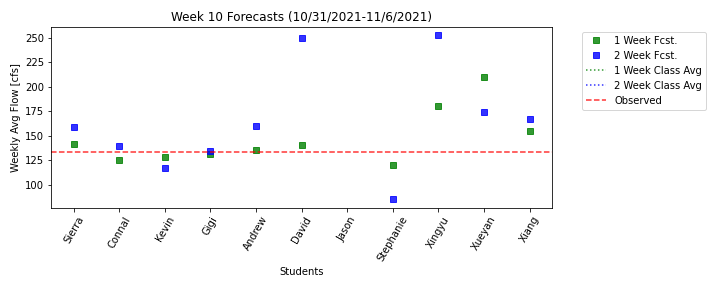 Week 10 Forecasts (10/31/2021-11/6/2021)
Weekly Avg Flow [cfs]
250
225
200
175
150
125
100
Sierra
Connal
Kevin
Gigi
Andrew
David
Jason
Stephanie
Xingyu
Xueyan
Xiang
Students
1 Week Fcst.
2 Week Fcst.
1 Week Class Avg
2 Week Class Avg
Observed